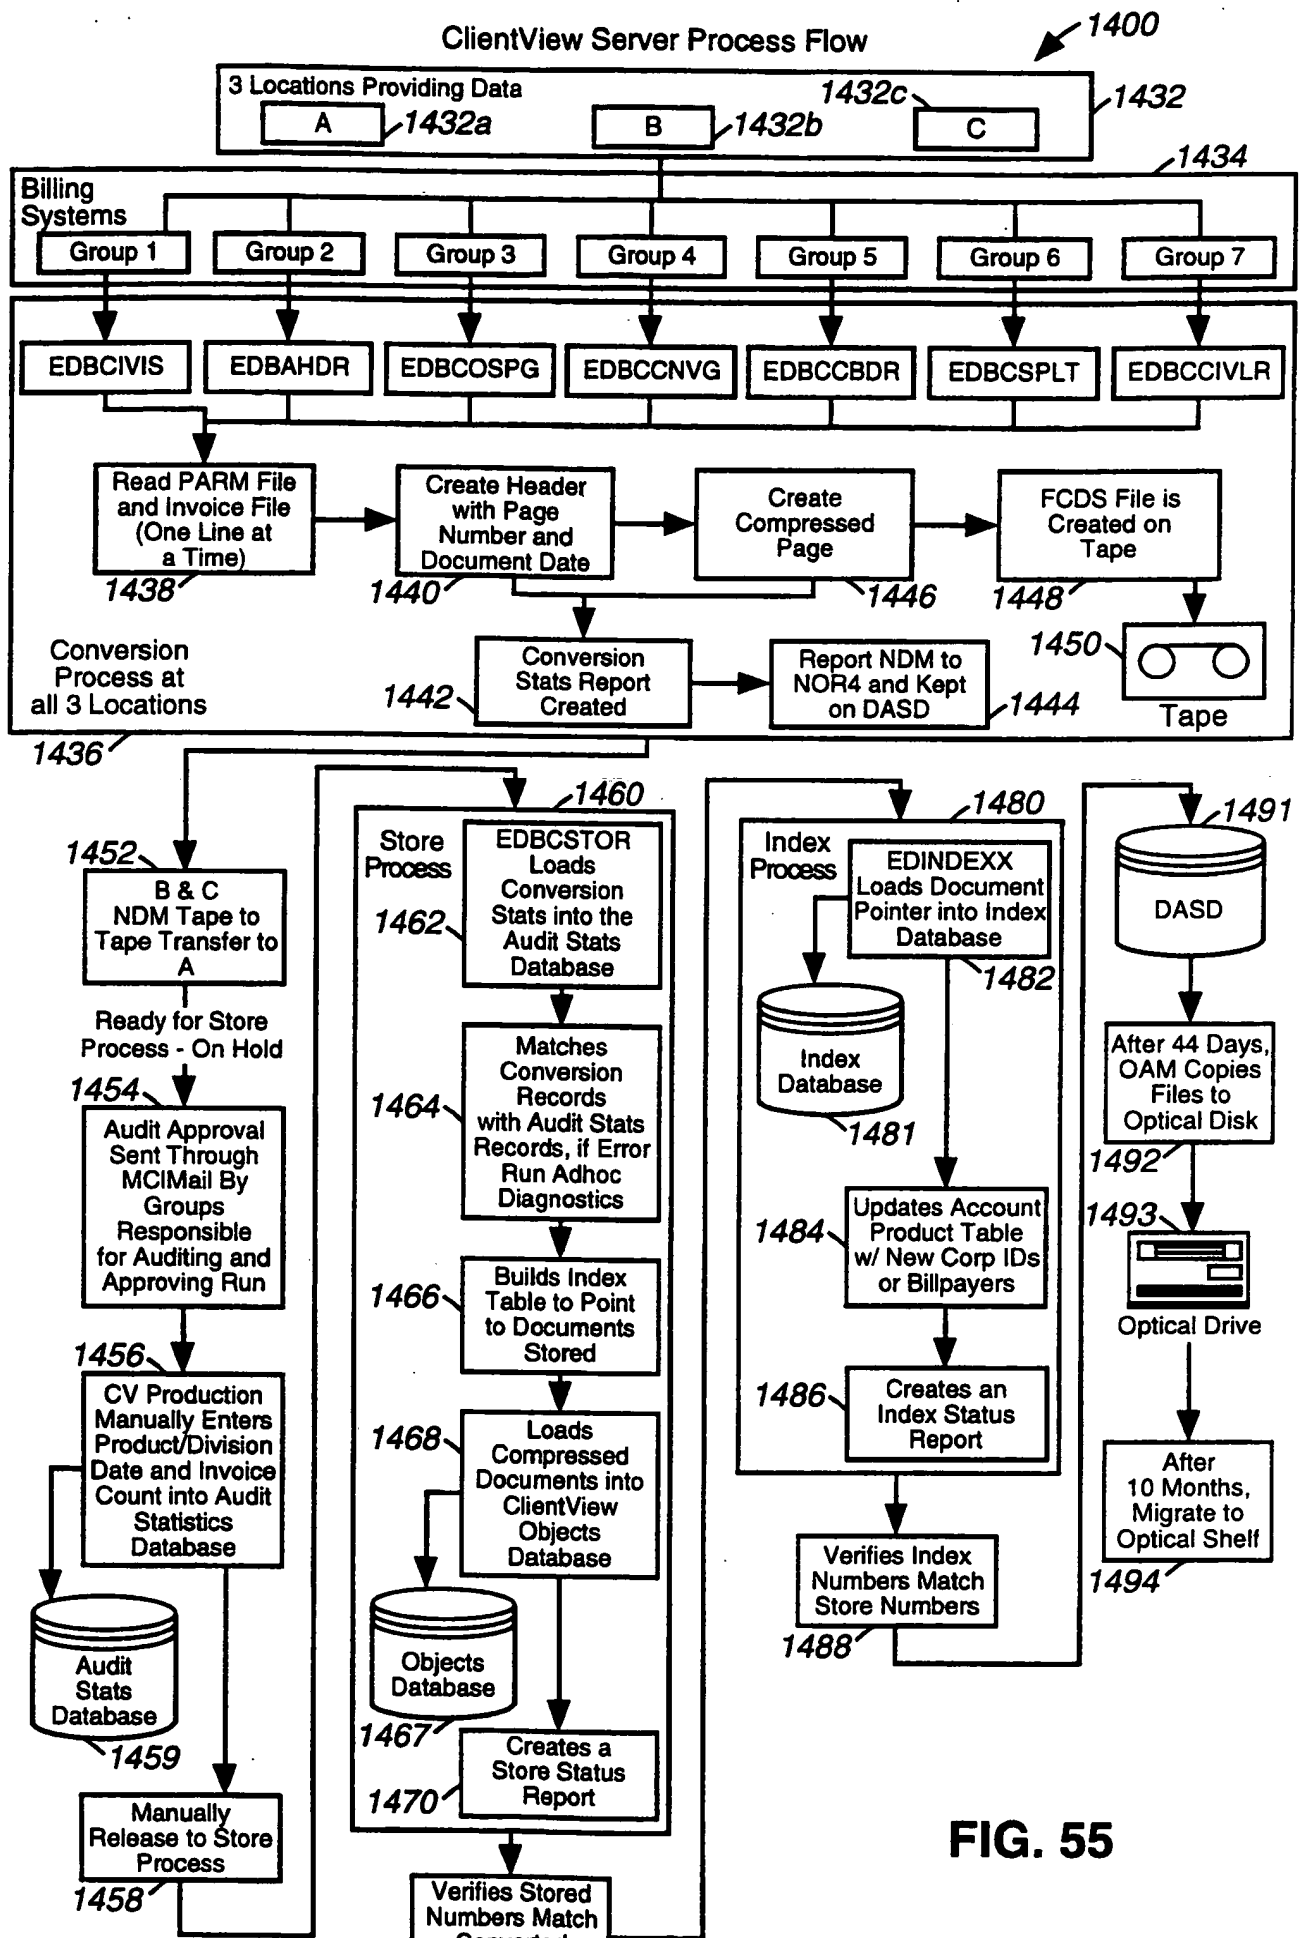 ClientView Server Process Flow
1400
3 Locations Providing Data
A
1432a
B
1432b
1432c
C
1432
1434
Billing
Systems
Group 1
Group 2
Group 3
Group 4
Group 5
Group 6
Group 7
EDBCIVIS
EDBAHDR
EDBCOSPG
EDBCCNVG
EDBCCBDR
EDBCSPLT
EDBCCIVLR
Read PARM File
and Invoice File
(One Line at
a Time)
1438
Create Header
with Page
Number and
Document Date
1440
Create
Compressed
Page
1446
FCDS File is
Created on
Tape
1448
1450
Tape
Conversion
Process at
all 3 Locations
1436
Conversion
Stats Report
Created
1442
Report NDM to
NOR4 and Kept
on DASD
1444
1452
B & C
NDM Tape to
Tape Transfer to
A
Ready for Store
Process - On Hold
1454
Audit Approval
Sent Through
MCIMail By
Groups
Responsible
for Auditing and
Approving Run
1456
CV Production
Manually Enters
Product/Division
Date and Invoice
Count into Audit
Statistics
Database
Audit
Stats
Database
1459
Manually
Release to Store
Process
1458
1460
Store
Process
EDBCSTOR
Loads
Conversion
Stats into the
Audit Stats
Database
1462
Matches
Conversion
Records
with Audit Stats
Records, if Error
Run Adhoc
Diagnostics
1464
Builds Index
Table to Point
to Documents
Stored
1466
Loads
Compressed
Documents into
ClientView
Objects
Database
1468
Objects
Database
1467
Creates a
Store Status
Report
1470
Verifies Stored
Numbers Match
1480
Index
Process
EDINDEXX
Loads Document
Pointer into Index
Database
1482
Index
Database
1481
Updates Account
Product Table
w/ New Corp IDs
or Billpayers
1484
Creates an
Index Status
Report
1486
Verifies Index
Numbers Match
Store Numbers
1488
1491
DASD
After 44 Days,
OAM Copies
Files to
Optical Disk
1492
1493
Optical Drive
After
10 Months,
Migrate to
Optical Shelf
1494
FIG. 55